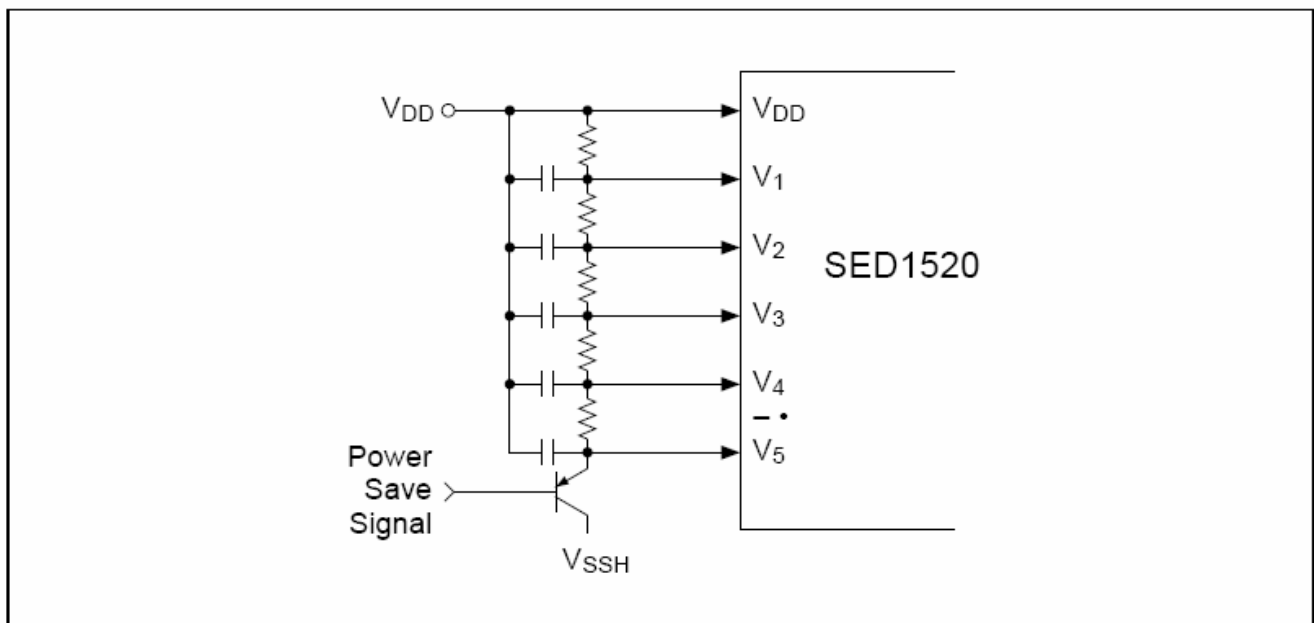 VDD
VDD
V1
V2
SED1520
V3
V4
V5
Power
Save
Signal
VSSH